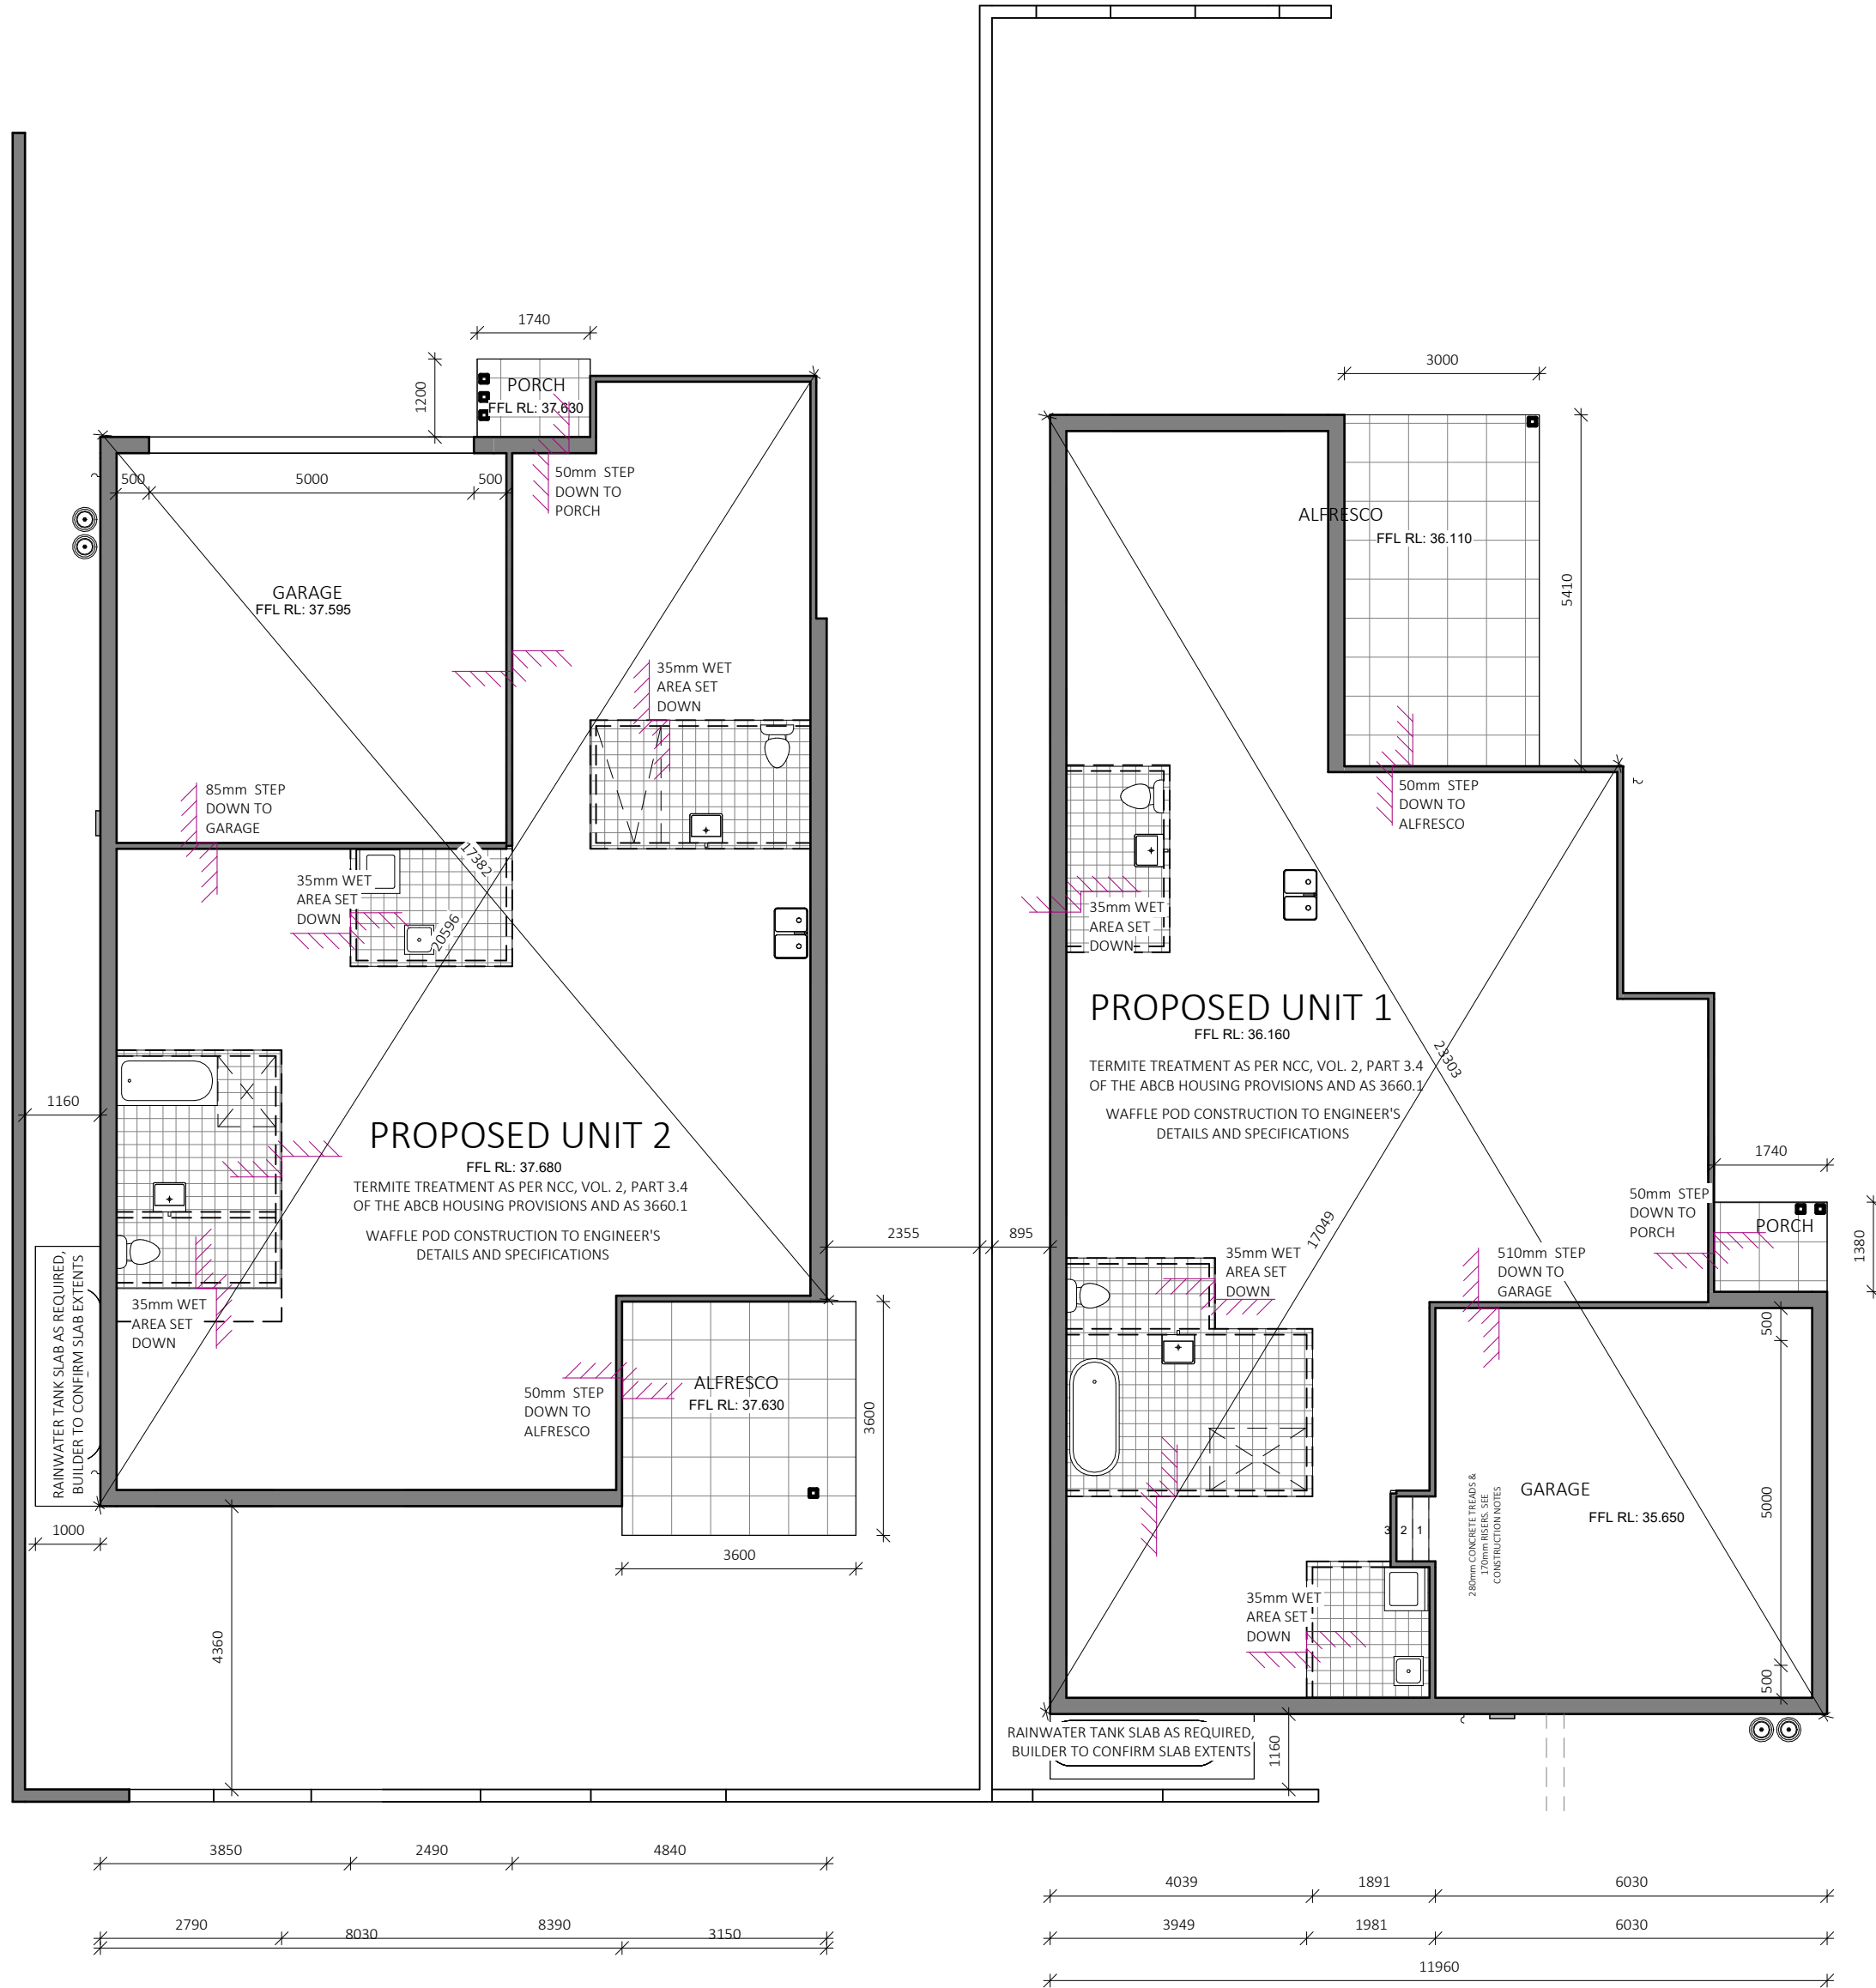 1740
PORCH
FFL RL: 37.630
1200
500
5000
500
50mm STEP
DOWN TO
PORCH
GARAGE
FFL RL: 37.595
35mm WET
AREA SET
DOWN
85mm STEP
DOWN TO
GARAGE
35mm WET
AREA SET
DOWN
17382
20596
1160
PROPOSED UNIT 2
FFL RL: 37.680
TERMITE TREATMENT AS PER NCC, VOL. 2, PART 3.4
OF THE ABCB HOUSING PROVISIONS AND AS 3660.1
WAFFLE POD CONSTRUCTION TO ENGINEER'S
DETAILS AND SPECIFICATIONS
RAINWATER TANK SLAB AS REQUIRED,
BUILDER TO CONFIRM SLAB EXTENTS
35mm WET
AREA SET
DOWN
1000
50mm STEP
DOWN TO
ALFRESCO
ALFRESCO
FFL RL: 37.630
3600
3600
4360
2355
895
3850
2490
4840
2790
8390
8030
3150
3000
ALFRESCO
FFL RL: 36.110
5410
50mm STEP
DOWN TO
ALFRESCO
35mm WET
AREA SET
DOWN
PROPOSED UNIT 1
FFL RL: 36.160
TERMITE TREATMENT AS PER NCC, VOL. 2, PART 3.4
OF THE ABCB HOUSING PROVISIONS AND AS 3660.1
WAFFLE POD CONSTRUCTION TO ENGINEER'S
DETAILS AND SPECIFICATIONS
23303
17049
1740
50mm STEP
DOWN TO
PORCH
PORCH
1380
35mm WET
AREA SET
DOWN
510mm STEP
DOWN TO
GARAGE
500
5000
500
GARAGE
FFL RL: 35.650
280mm CONCRETE TREADS &
170mm RISERS. SEE
CONSTRUCTION NOTES
3 2 1
35mm WET
AREA SET
DOWN
RAINWATER TANK SLAB AS REQUIRED,
BUILDER TO CONFIRM SLAB EXTENTS
1160
4039
1891
6030
3949
1981
6030
11960